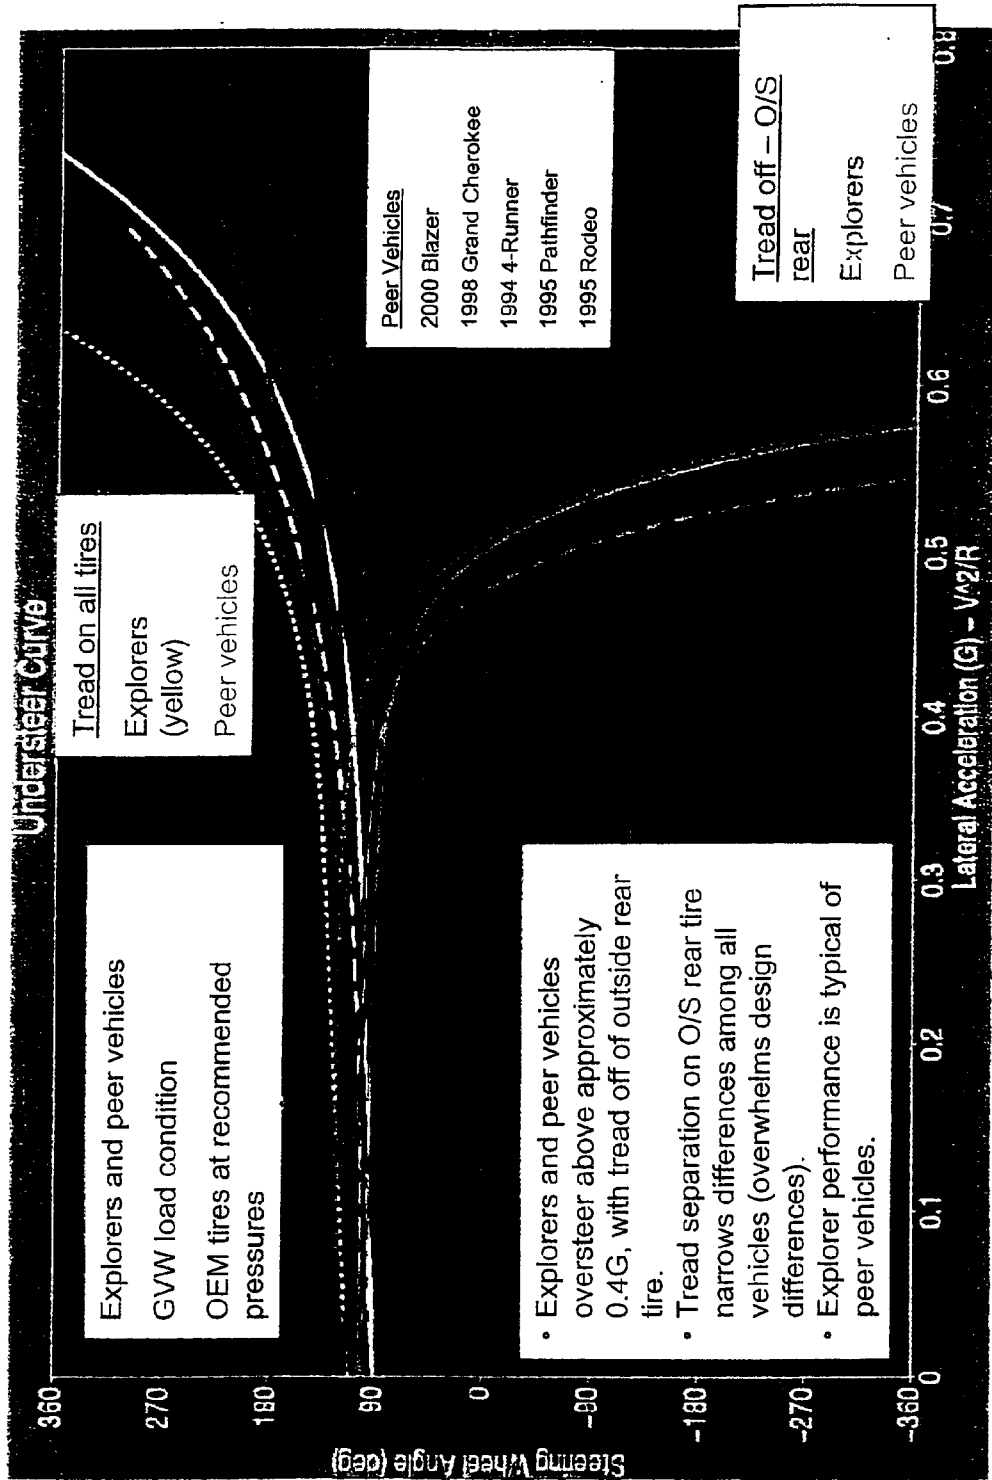 Understeer Curve
Explorers and peer vehicles
GVW load condition
OEM tires at recommended
pressures
Tread on all tires
Explorers
(yellow)
Peer vehicles
Peer Vehicles
2000 Blazer
1998 Grand Cherokee
1994 4-Runner
1995 Pathfinder
1995 Rodeo
• Explorers and peer vehicles
oversteer above approximately
0.4G, with tread off of outside rear
tire.
• Tread separation on O/S rear tire
narrows differences among all
vehicles (overwhelms design
differences).
• Explorer performance is typical of
peer vehicles.
Tread off – O/S
rear
Explorers
Peer vehicles
Steering Wheel Angle (deg)
360
270
180
90
0
-90
-180
-270
-360
0
0.1
0.2
0.3
0.4
0.5
0.6
0.7
0.8
Lateral Acceleration (G) – V^2/R